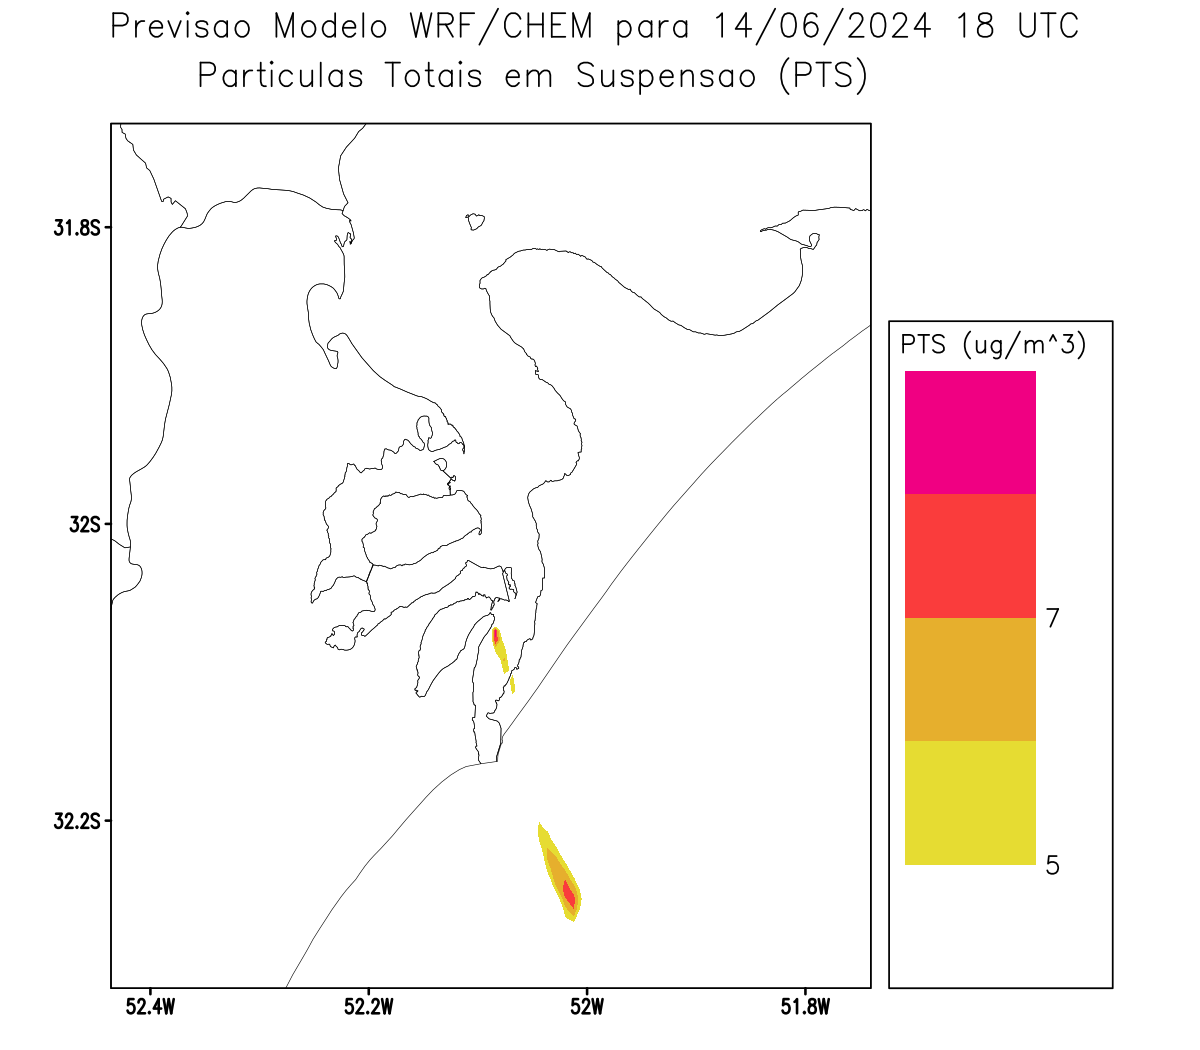 Previsao Modelo WRF/CHEM para 14/06/2024 18 UTC
Particulas Totais em Suspensao (PTS)
31.8S
32S
32.2S
52.4W
52.2W
52W
51.8W
PTS (ug/m^3)
7
5